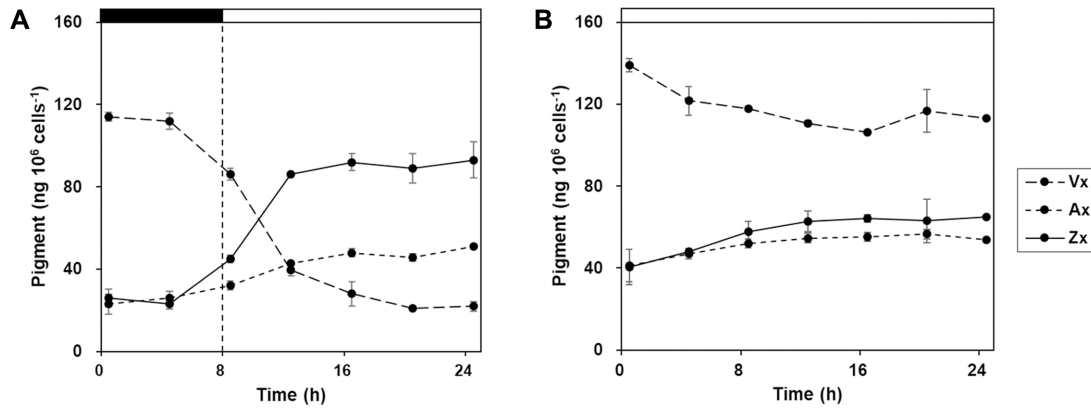 A
160
120
80
40
0
Pigment (ng 10⁶ cells⁻¹)
0 8 16 24
Time (h)
B
160
120
80
40
0
Pigment (ng 10⁶ cells⁻¹)
0 8 16 24
Time (h)
Vx
Ax
Zx